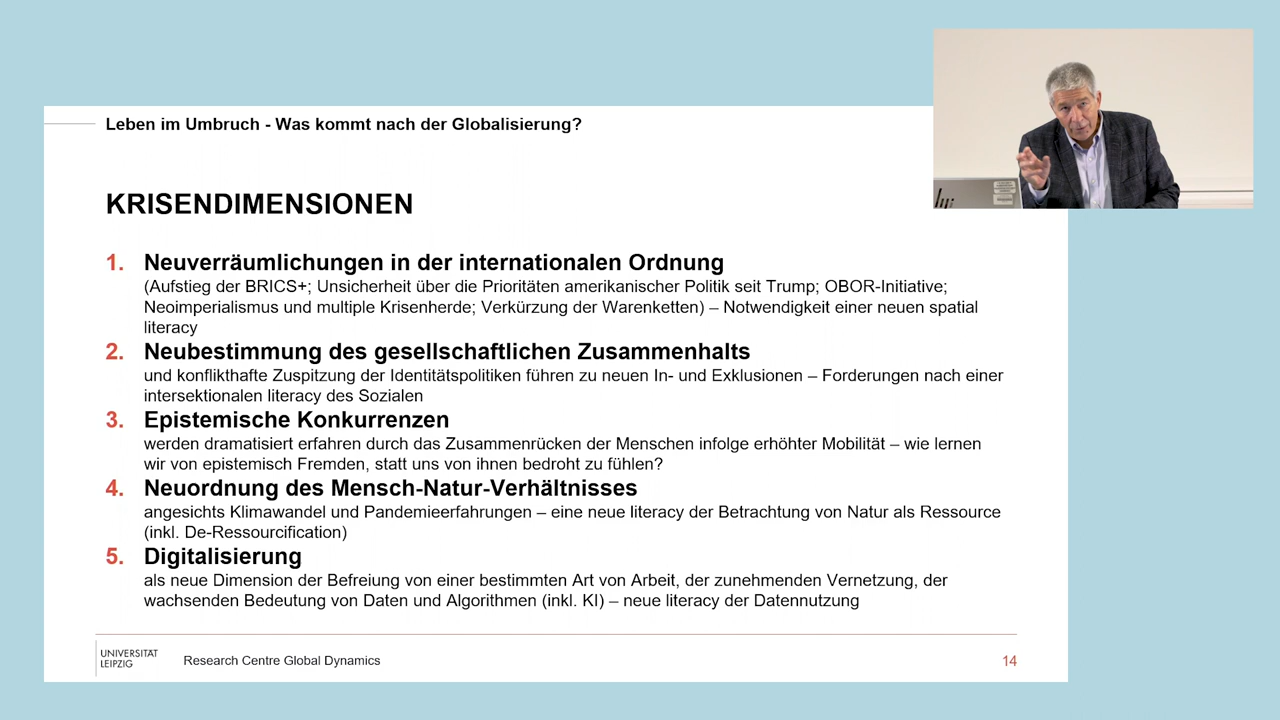 Leben im Umbruch - Was kommt nach der Globalisierung?
KRISENDIMENSIONEN
1. Neuverräumlichungen in der internationalen Ordnung
(Aufstieg der BRICS+; Unsicherheit über die Prioritäten amerikanischer Politik seit Trump; OBOR-Initiative;
Neoimperialismus und multiple Krisenherde; Verkürzung der Warenketten) – Notwendigkeit einer neuen spatial
literacy
2. Neubestimmung des gesellschaftlichen Zusammenhalts
und konflikthafte Zuspitzung der Identitätspolitiken führen zu neuen In- und Exklusionen – Forderungen nach einer
intersektionalen literacy des Sozialen
3. Epistemische Konkurrenzen
werden dramatisiert erfahren durch das Zusammenrücken der Menschen infolge erhöhter Mobilität – wie lernen
wir von epistemisch Fremden, statt uns von ihnen bedroht zu fühlen?
4. Neuordnung des Mensch-Natur-Verhältnisses
angesichts Klimawandel und Pandemieerfahrungen – eine neue literacy der Betrachtung von Natur als Ressource
(inkl. De-Ressourcification)
5. Digitalisierung
als neue Dimension der Befreiung von einer bestimmten Art von Arbeit, der zunehmenden Vernetzung, der
wachsenden Bedeutung von Daten und Algorithmen (inkl. KI) – neue literacy der Datennutzung
UNIVERSITÄT
LEIPZIG
Research Centre Global Dynamics
14